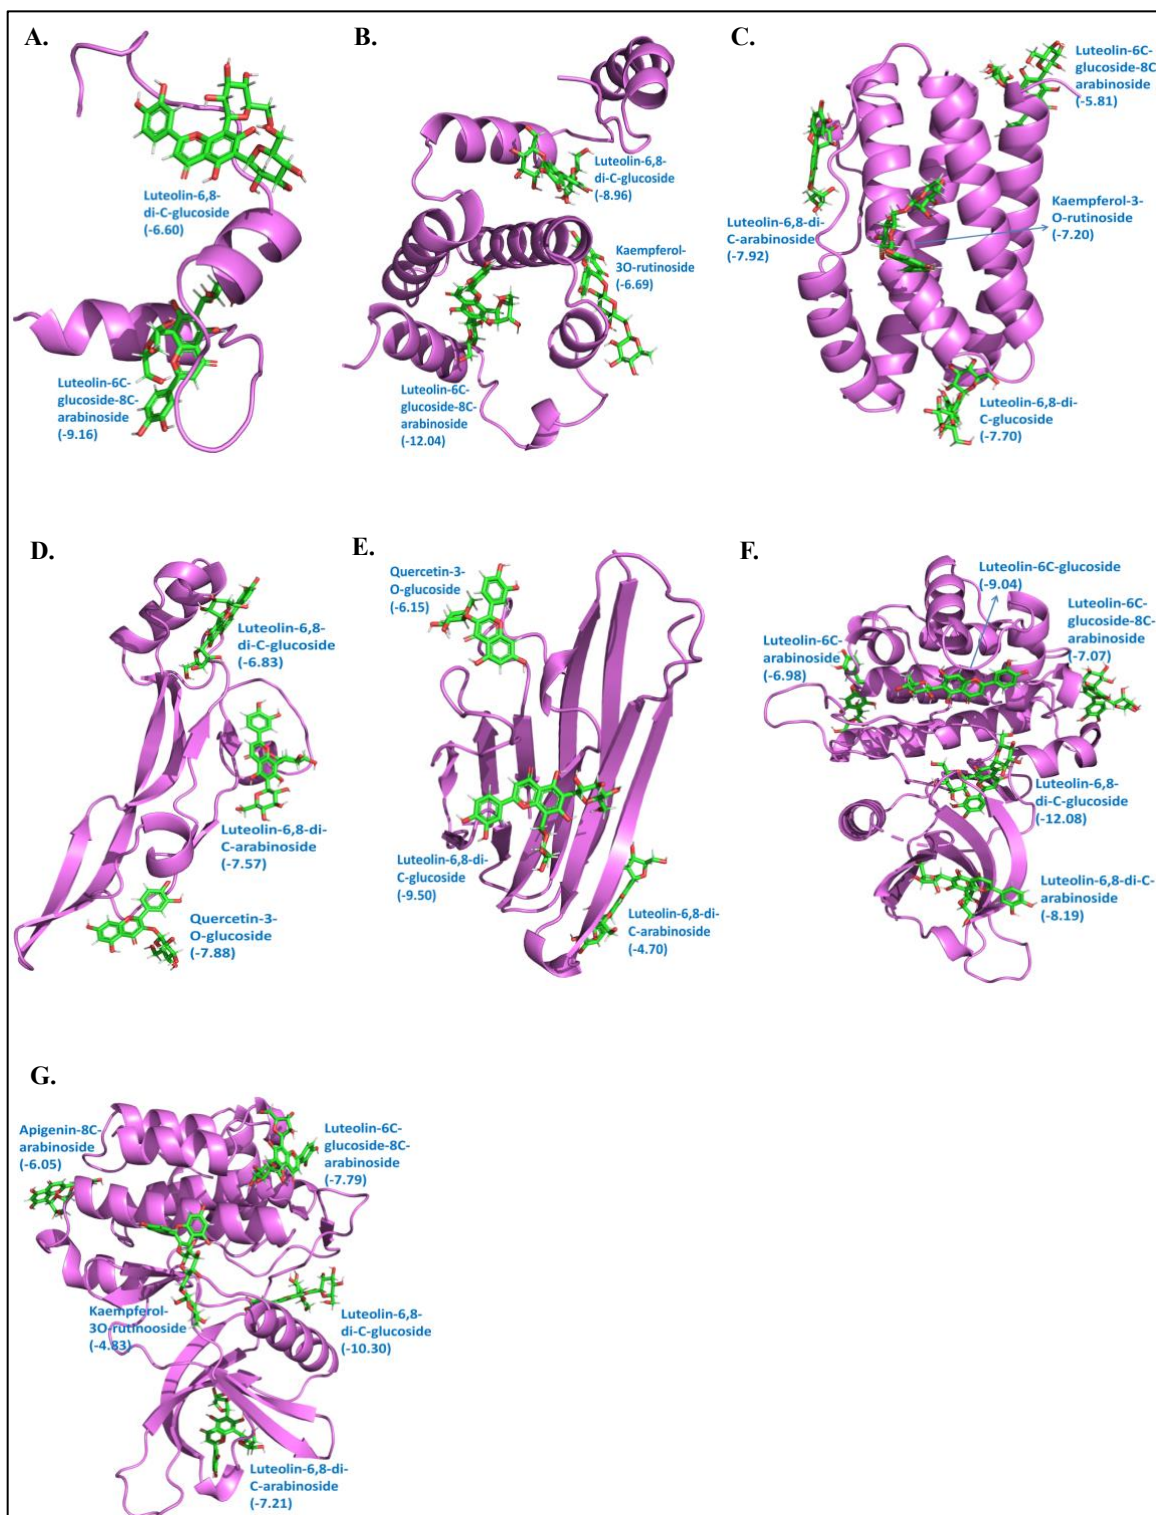 A.
Luteolin-6,8-
di-C-glucoside
(-6.60)
Luteolin-6C-
glucoside-8C-
arabinoside
(-9.16)
B.
Luteolin-6,8-
di-C-glucoside
(-8.96)
Kaempferol-
3O-rutinoside
(-6.69)
Luteolin-6C-
glucoside-8C-
arabinoside
(-12.04)
C.
Luteolin-6C-
glucoside-8C
arabinoside
(-5.81)
Luteolin-6,8-di-
C-arabinoside
(-7.92)
Kaempferol-3-
O-rutinoside
(-7.20)
Luteolin-6,8-di-
C-glucoside
(-7.70)
D.
Luteolin-6,8-
di-C-glucoside
(-6.83)
Luteolin-6,8-di-
C-arabinoside
(-7.57)
Quercetin-3-
O-glucoside
(-7.88)
E.
Quercetin-3-
O-glucoside
(-6.15)
Luteolin-6,8-di-
C-glucoside
(-9.50)
Luteolin-6,8-di-
C-arabinoside
(-4.70)
F.
Luteolin-6C-glucoside
(-9.04)
Luteolin-6C-
arabinoside
(-6.98)
Luteolin-6C-
glucoside-8C-
arabinoside
(-7.07)
Luteolin-6,8-
di-C-glucoside
(-12.08)
Luteolin-6,8-di-C-
arabinoside
(-8.19)
G.
Apigenin-8C-
arabinoside
(-6.05)
Luteolin-6C-
glucoside-8C-
arabinoside
(-7.79)
Kaempferol-
3O-rutinooside
(-4.83)
Luteolin-6,8-
di-C-glucoside
(-10.30)
Luteolin-6,8-di-
C-arabinoside
(-7.21)